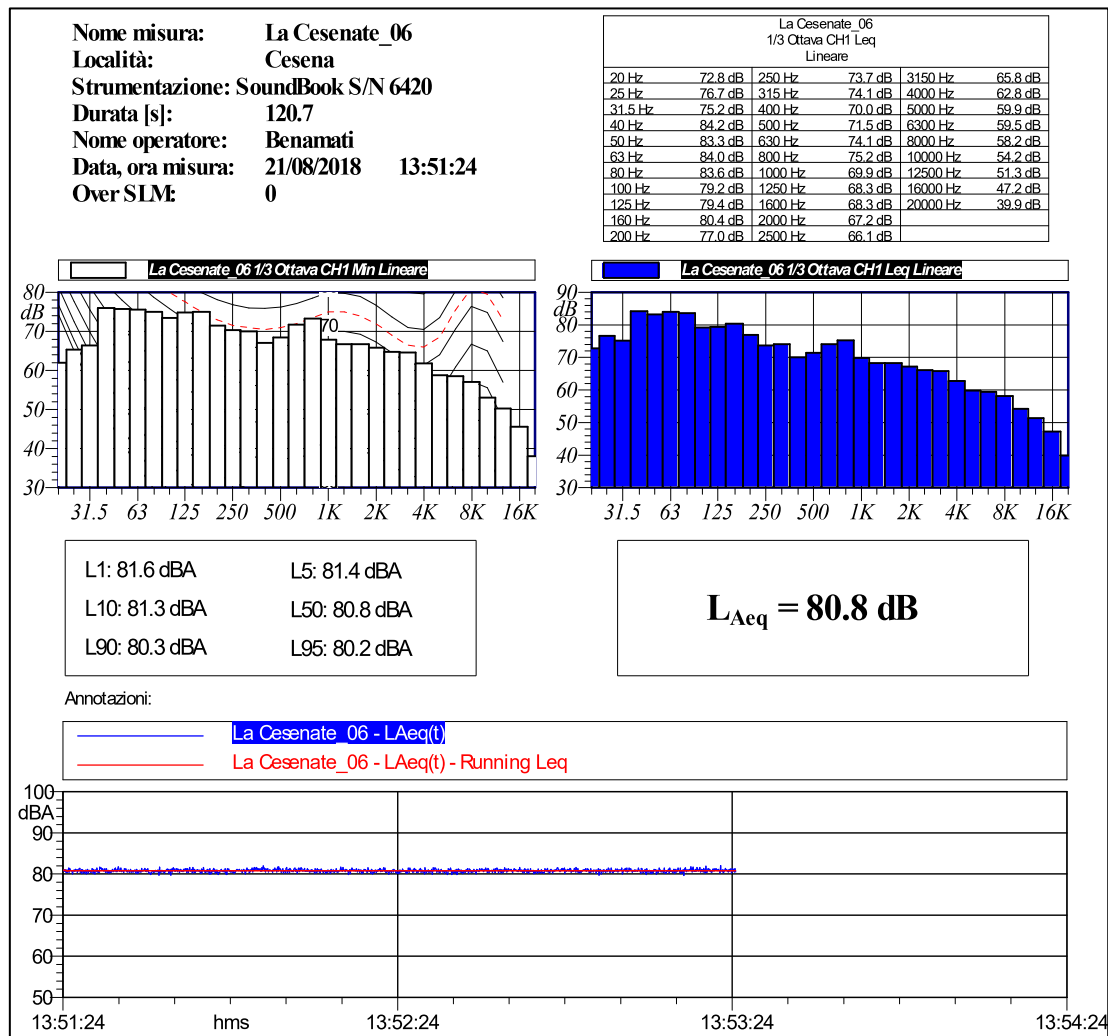 Nome misura: La Cesenate_06
Località: Cesena
Strumentazione: SoundBook S/N 6420
Durata [s]: 120.7
Nome operatore: Benamati
Data, ora misura: 21/08/2018 13:51:24
Over SLM: 0
La Cesenate_06
1/3 Ottava CH1 Leq
Lineare
20 Hz 72.8 dB 250 Hz 73.7 dB 3150 Hz 65.8 dB
25 Hz 76.7 dB 315 Hz 74.1 dB 4000 Hz 62.8 dB
31.5 Hz 75.2 dB 400 Hz 70.0 dB 5000 Hz 59.9 dB
40 Hz 84.2 dB 500 Hz 71.5 dB 6300 Hz 59.5 dB
50 Hz 83.3 dB 630 Hz 74.1 dB 8000 Hz 58.2 dB
63 Hz 84.0 dB 800 Hz 75.2 dB 10000 Hz 54.2 dB
80 Hz 83.6 dB 1000 Hz 69.9 dB 12500 Hz 51.3 dB
100 Hz 79.2 dB 1250 Hz 68.3 dB 16000 Hz 47.2 dB
125 Hz 79.4 dB 1600 Hz 68.3 dB 20000 Hz 39.9 dB
160 Hz 80.4 dB 2000 Hz 67.2 dB
200 Hz 77.0 dB 2500 Hz 66.1 dB
La Cesenate_06 1/3 Ottava CH1 Min Lineare
80
dB
70
60
50
40
30
70
31.5 63 125 250 500 1K 2K 4K 8K 16K
La Cesenate_06 1/3 Ottava CH1 Leq Lineare
90
dB
80
70
60
50
40
30
31.5 63 125 250 500 1K 2K 4K 8K 16K
L1: 81.6 dBA L5: 81.4 dBA
L10: 81.3 dBA L50: 80.8 dBA
L90: 80.3 dBA L95: 80.2 dBA
LAeq = 80.8 dB
Annotazioni:
La Cesenate_06 - LAeq(t)
La Cesenate_06 - LAeq(t) - Running Leq
100
dBA
90
80
70
60
50
13:51:24 hms 13:52:24 13:53:24 13:54:24